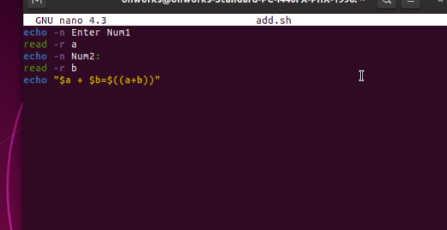 GNU nano 4.3 add.sh
echo -n Enter Num1
read -r a
echo -n Num2:
read -r b
echo "$a + $b=$((a+b))"